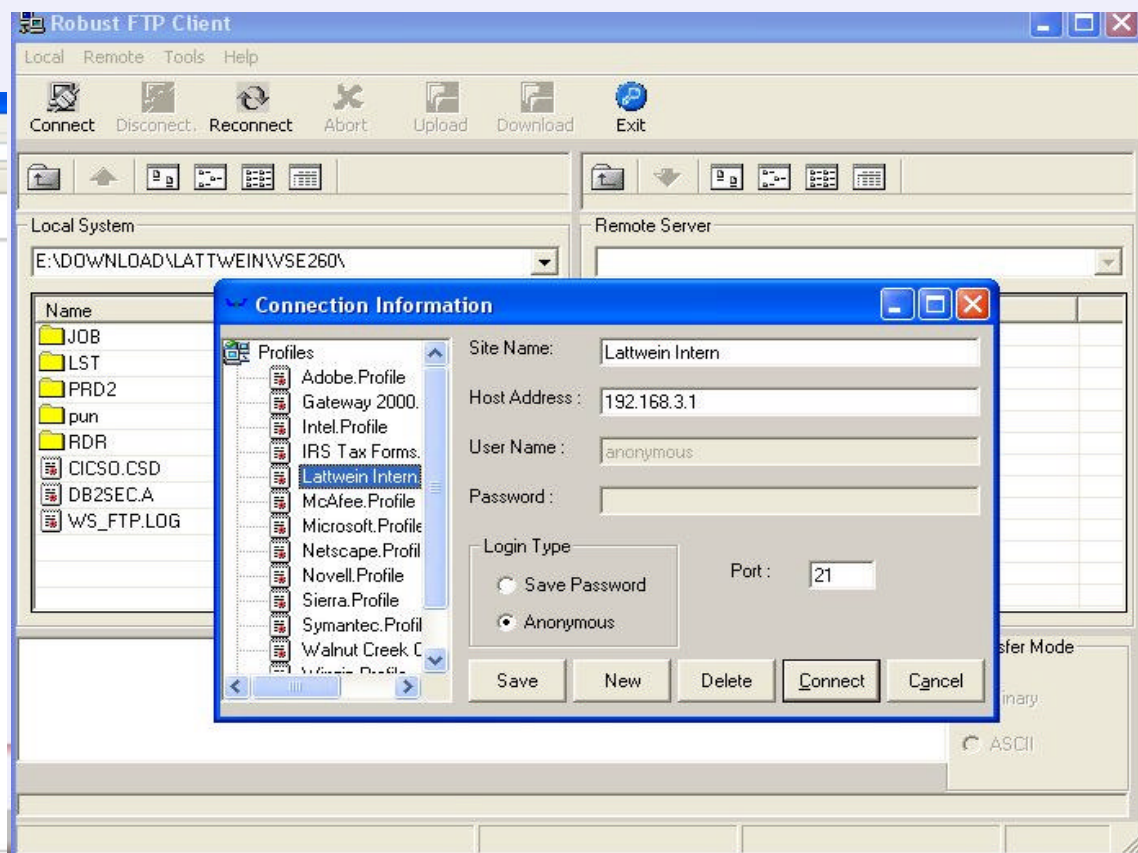 Robust FTP Client
Local Remote Tools Help
Connect Disconect. Reconnect Abort Upload Download Exit
Local System
Remote Server
E:\DOWNLOAD\LATTWEIN\VSE260\
Name
JOB
LST
PRD2
pun
RDR
CICSO.CSD
DB2SEC.A
WS_FTP.LOG
Connection Information
Profiles
Adobe.Profile
Gateway 2000.
Intel.Profile
IRS Tax Forms.
Lattwein Intern.
McAfee.Profile
Microsoft.Profile
Netscape.Profil
Novell.Profile
Sierra.Profile
Symantec.Profil
Walnut Creek C
Site Name: Lattwein Intern
Host Address : 192.168.3.1
User Name : anonymous
Password :
Login Type
Save Password
Anonymous
Port : 21
Save New Delete Connect Cancel
sfer Mode
inary
ASCII